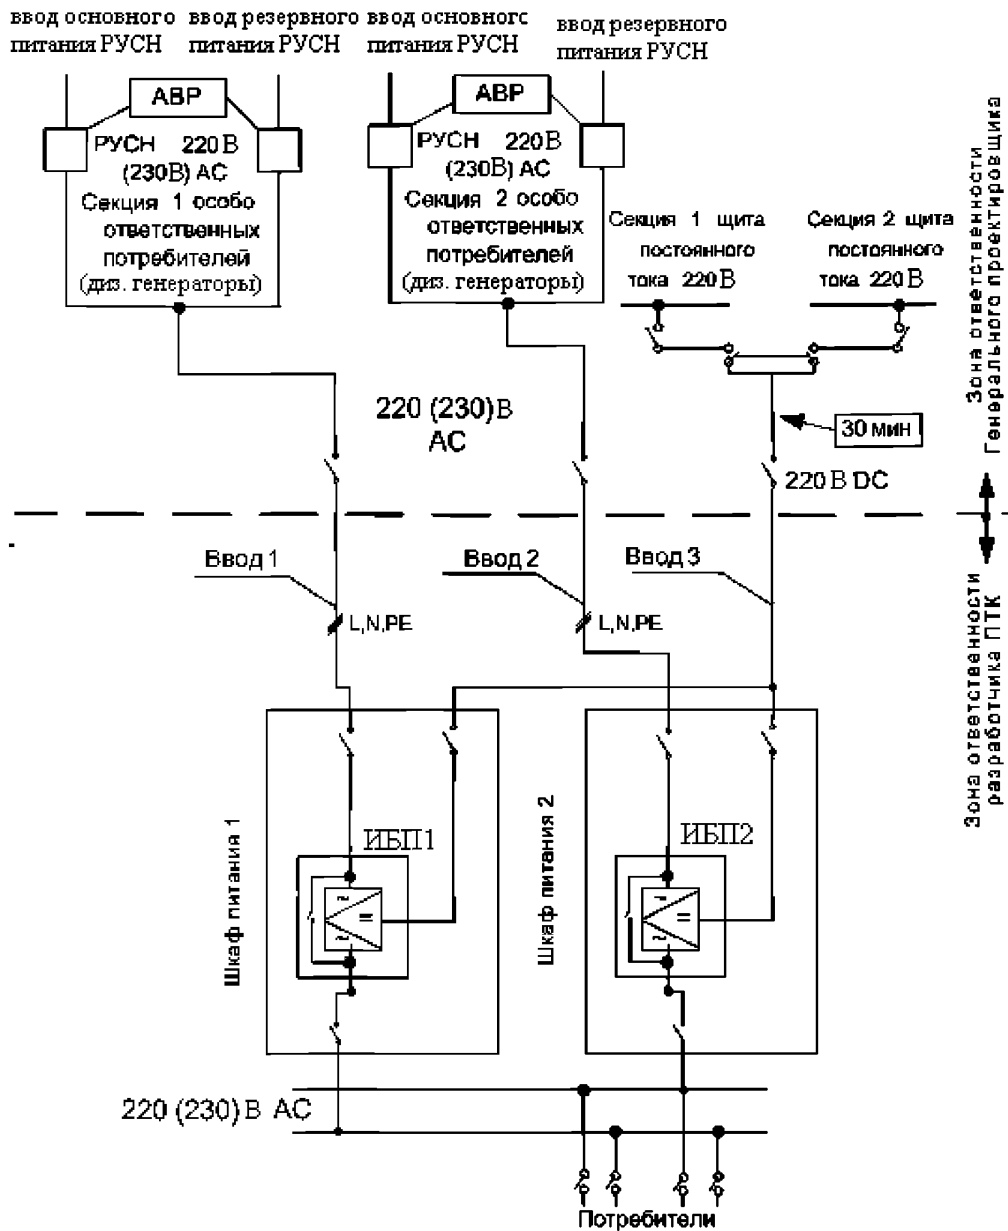 ввод основного
питания РУСН
ввод резервного
питания РУСН
ввод основного
питания РУСН
ввод резервного
питания РУСН
АВР
АВР
РУСН 220 В
(230В) АС
Секция 1 особо
ответственных
потребителей
(диз. генераторы)
РУСН 220 В
(230В) АС
Секция 2 особо
ответственных
потребителей
(диз. генераторы)
Секция 1 щита
постоянного
тока 220 В
Секция 2 щита
постоянного
тока 220 В
Зона ответственности
Генерального проектировщика
220 (230) В
АС
30 мин
220 В DC
Ввод 1
Ввод 2
Ввод 3
L,N,PE
L,N,PE
Зона ответственности
разработчика ПТК
Шкаф питания 1
ИБП1
Шкаф питания 2
ИБП2
220 (230) В АС
Потребители